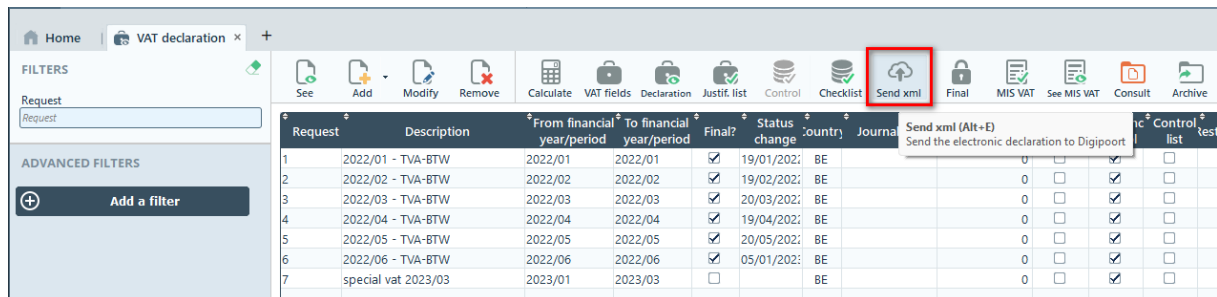 Home | VAT declaration × +
FILTERS
See Add Modify Remove Calculate VAT fields Declaration Justif. list Control Checklist Send xml Final MIS VAT See MIS VAT Consult Archive
Request
Request
Request Description From financial year/period To financial year/period Final? Status change Country Journal list Control list
Send xml (Alt+E)
Send the electronic declaration to Digipoort
ADVANCED FILTERS
Add a filter
1 2022/01 - TVA-BTW 2022/01 2022/01 19/01/2022 BE 0
2 2022/02 - TVA-BTW 2022/02 2022/02 19/02/2022 BE 0
3 2022/03 - TVA-BTW 2022/03 2022/03 20/03/2022 BE 0
4 2022/04 - TVA-BTW 2022/04 2022/04 19/04/2022 BE 0
5 2022/05 - TVA-BTW 2022/05 2022/05 20/05/2022 BE 0
6 2022/06 - TVA-BTW 2022/06 2022/06 05/01/2023 BE 0
7 special vat 2023/03 2023/01 2023/03 BE 0